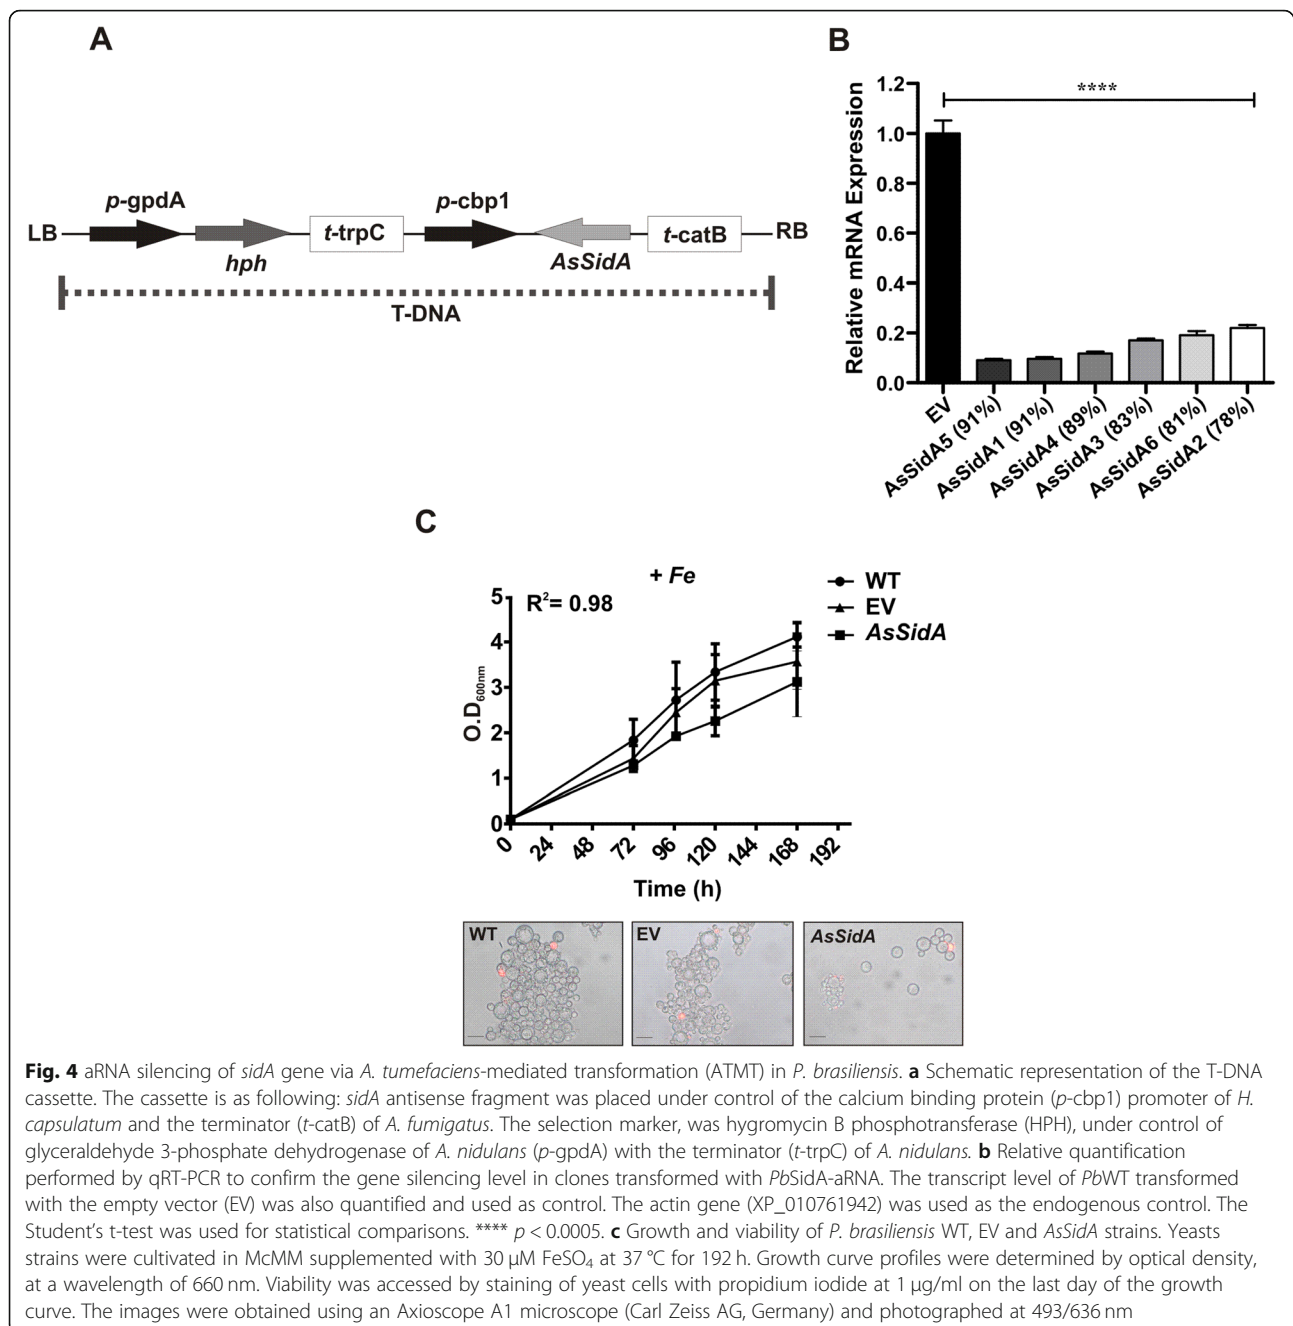 A
p-gpdA
p-cbp1
LB
t-trpC
t-catB
RB
hph
AsSidA
T-DNA
B
Relative mRNA Expression
****
1.2
1.0
0.8
0.6
0.4
0.2
0.0
EV
AsSidA5 (91%)
AsSidA1 (91%)
AsSidA4 (89%)
AsSidA3 (83%)
AsSidA6 (81%)
AsSidA2 (78%)
C
+ Fe
R²= 0.98
WT
EV
AsSidA
O.D600nm
5
4
3
2
1
0
0
24
48
72
96
120
144
168
192
Time (h)
WT
EV
AsSidA
Fig. 4 aRNA silencing of sidA gene via A. tumefaciens-mediated transformation (ATMT) in P. brasiliensis. a Schematic representation of the T-DNA
cassette. The cassette is as following: sidA antisense fragment was placed under control of the calcium binding protein (p-cbp1) promoter of H.
capsulatum and the terminator (t-catB) of A. fumigatus. The selection marker, was hygromycin B phosphotransferase (HPH), under control of
glyceraldehyde 3-phosphate dehydrogenase of A. nidulans (p-gpdA) with the terminator (t-trpC) of A. nidulans. b Relative quantification
performed by qRT-PCR to confirm the gene silencing level in clones transformed with PbSidA-aRNA. The transcript level of PbWT transformed
with the empty vector (EV) was also quantified and used as control. The actin gene (XP_010761942) was used as the endogenous control. The
Student's t-test was used for statistical comparisons. **** p < 0.0005. c Growth and viability of P. brasiliensis WT, EV and AsSidA strains. Yeasts
strains were cultivated in McMM supplemented with 30 μM FeSO₄ at 37 °C for 192 h. Growth curve profiles were determined by optical density,
at a wavelength of 660 nm. Viability was accessed by staining of yeast cells with propidium iodide at 1 μg/ml on the last day of the growth
curve. The images were obtained using an Axioscope A1 microscope (Carl Zeiss AG, Germany) and photographed at 493/636 nm